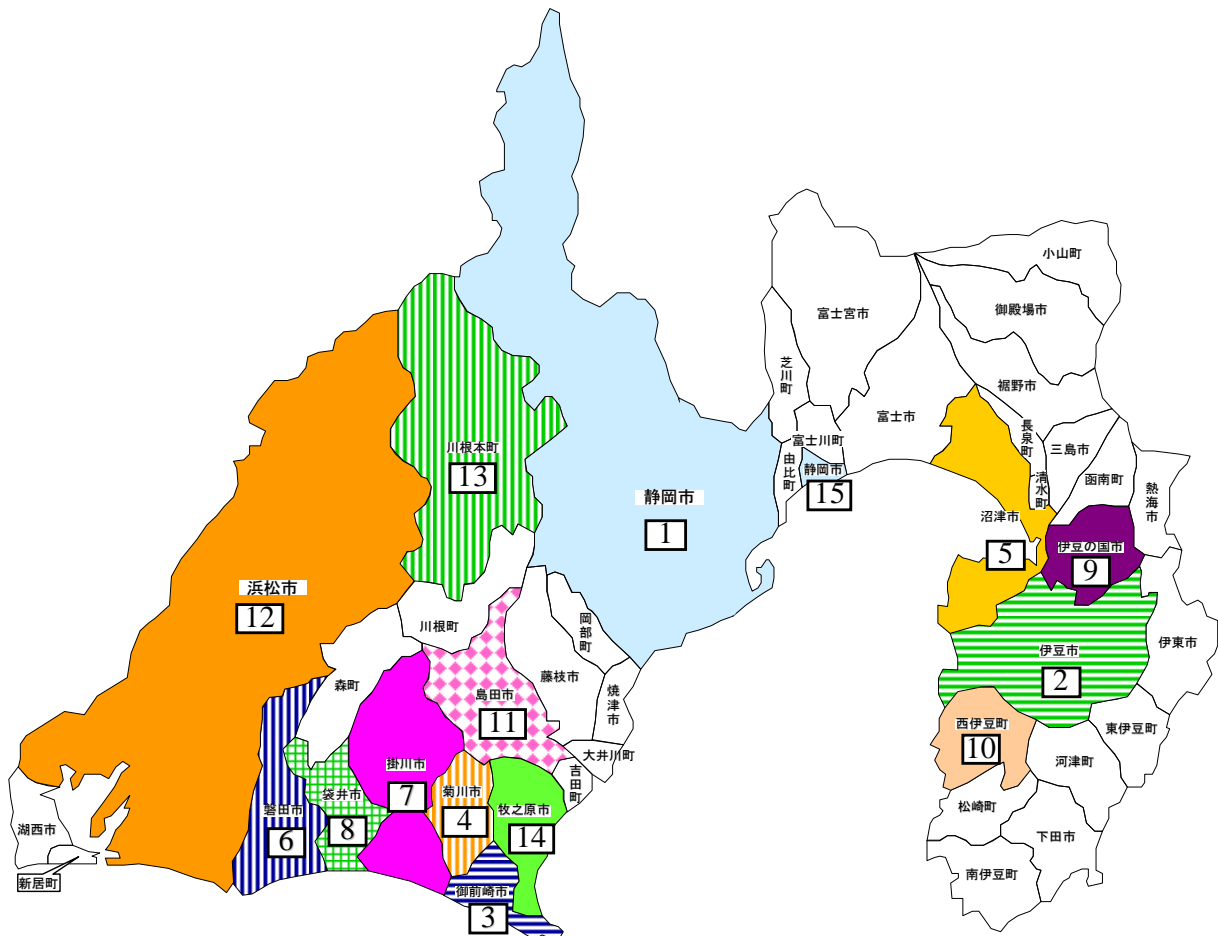 小山町
御殿場市
富士宮市
裾野市
芝川町
富士市
長泉町
富士川町
三島市
川根本町
13
由比町
静岡市
15
清水町
函南町
熱海市
静岡市
1
沼津市
5
伊豆の国市
9
浜松市
12
川根町
岡部町
伊東市
伊豆市
2
藤枝市
森町
島田市
11
焼津市
西伊豆町
10
東伊豆町
大井川町
河津町
掛川市
7
吉田町
菊川市
4
袋井市
8
磐田市
6
牧之原市
14
松崎町
湖西市
下田市
新居町
南伊豆町
御前崎市
3